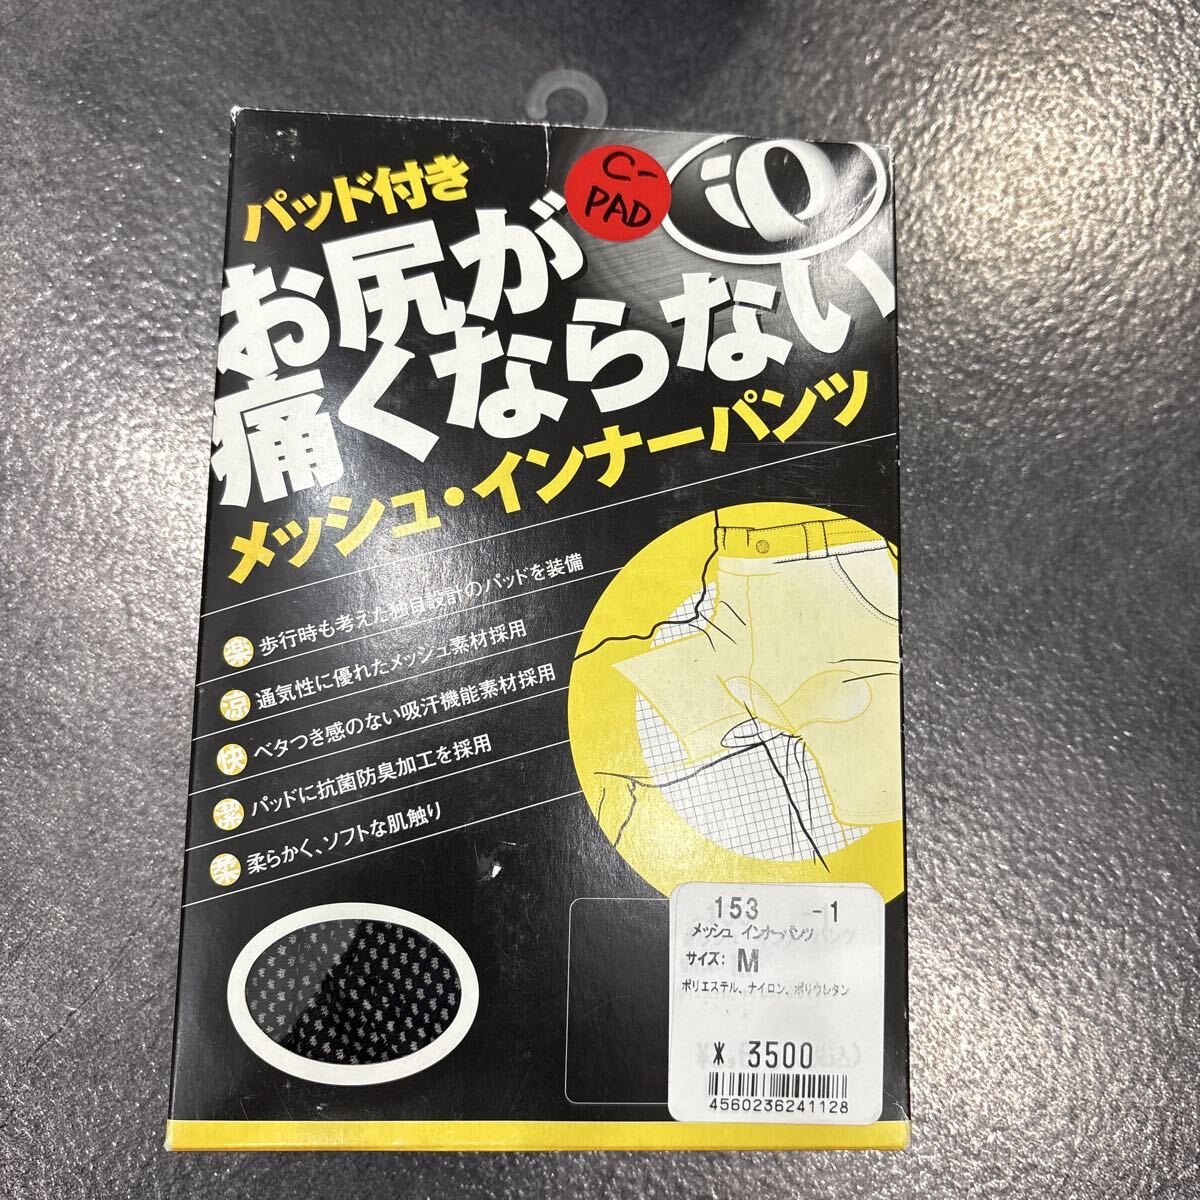 C-
PAD
パッド付き
お尻が
痛くならない
メッシュ・インナーパンツ
楽 歩行時も考えた独自設計のパッドを装備
涼 通気性に優れたメッシュ素材採用
快 ベタつき感のない吸汗機能素材採用
潔 パッドに抗菌防臭加工を採用
柔 柔らかく、ソフトな肌触り
153 -1
メッシュ インナーパンツ
サイズ: M
ポリエステル、ナイロン、ポリウレタン
¥ 3500
4560236241128